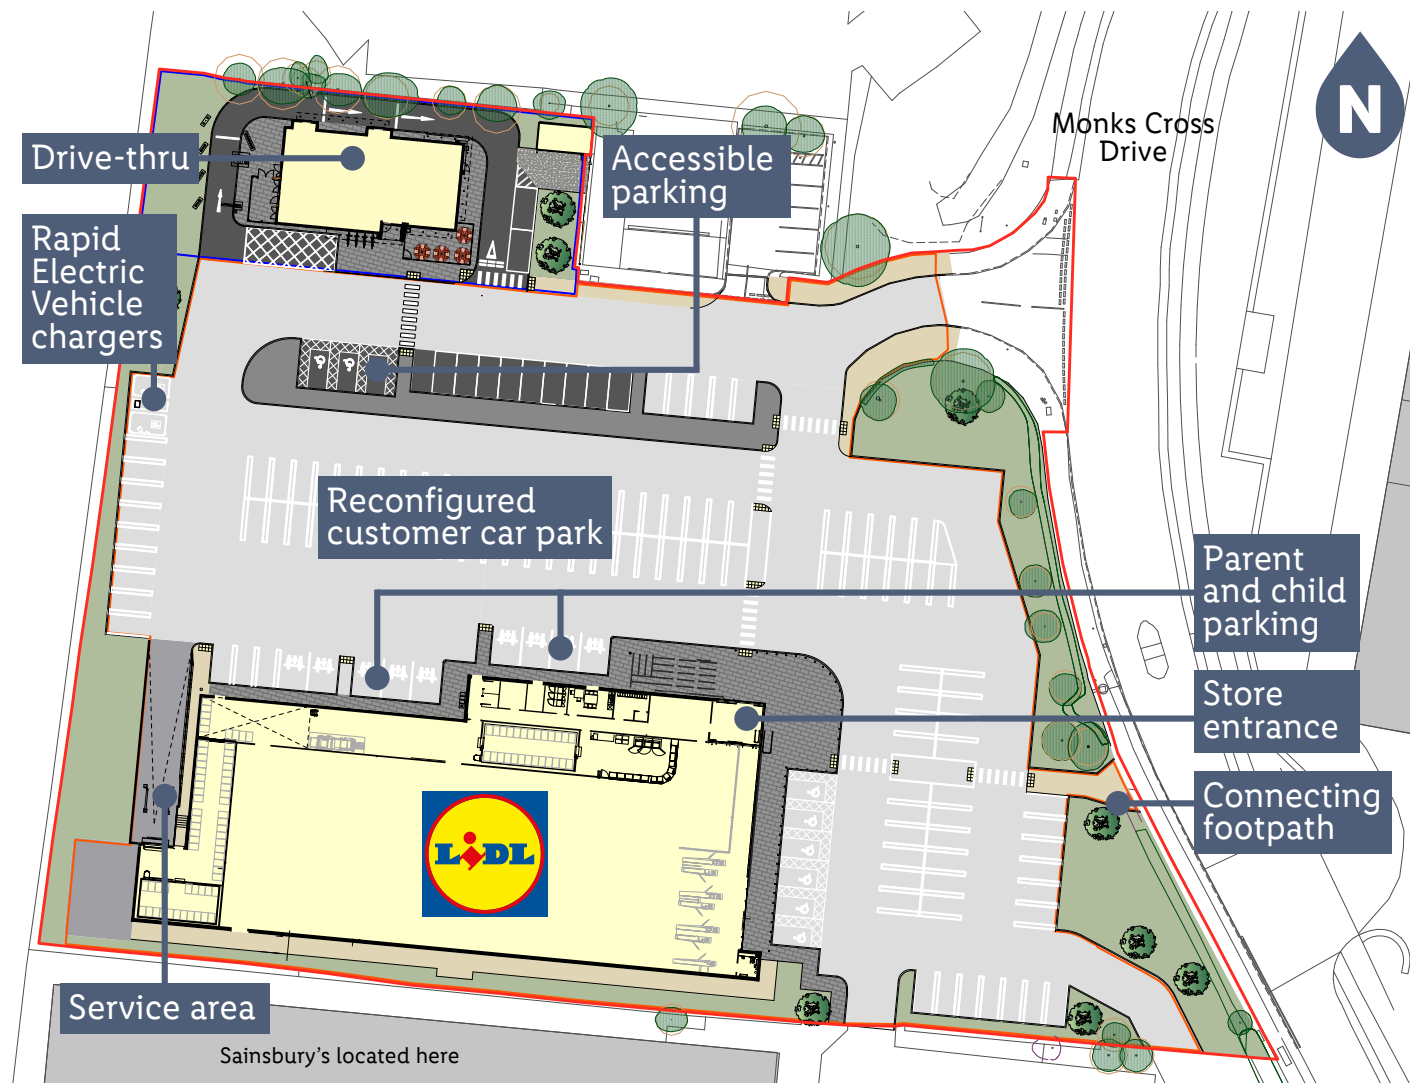 N
Monks Cross
Drive
Drive-thru
Accessible
parking
Rapid
Electric
Vehicle
chargers
Reconfigured
customer car park
Parent
and child
parking
Store
entrance
Connecting
footpath
LIDL
Service area
Sainsbury's located here